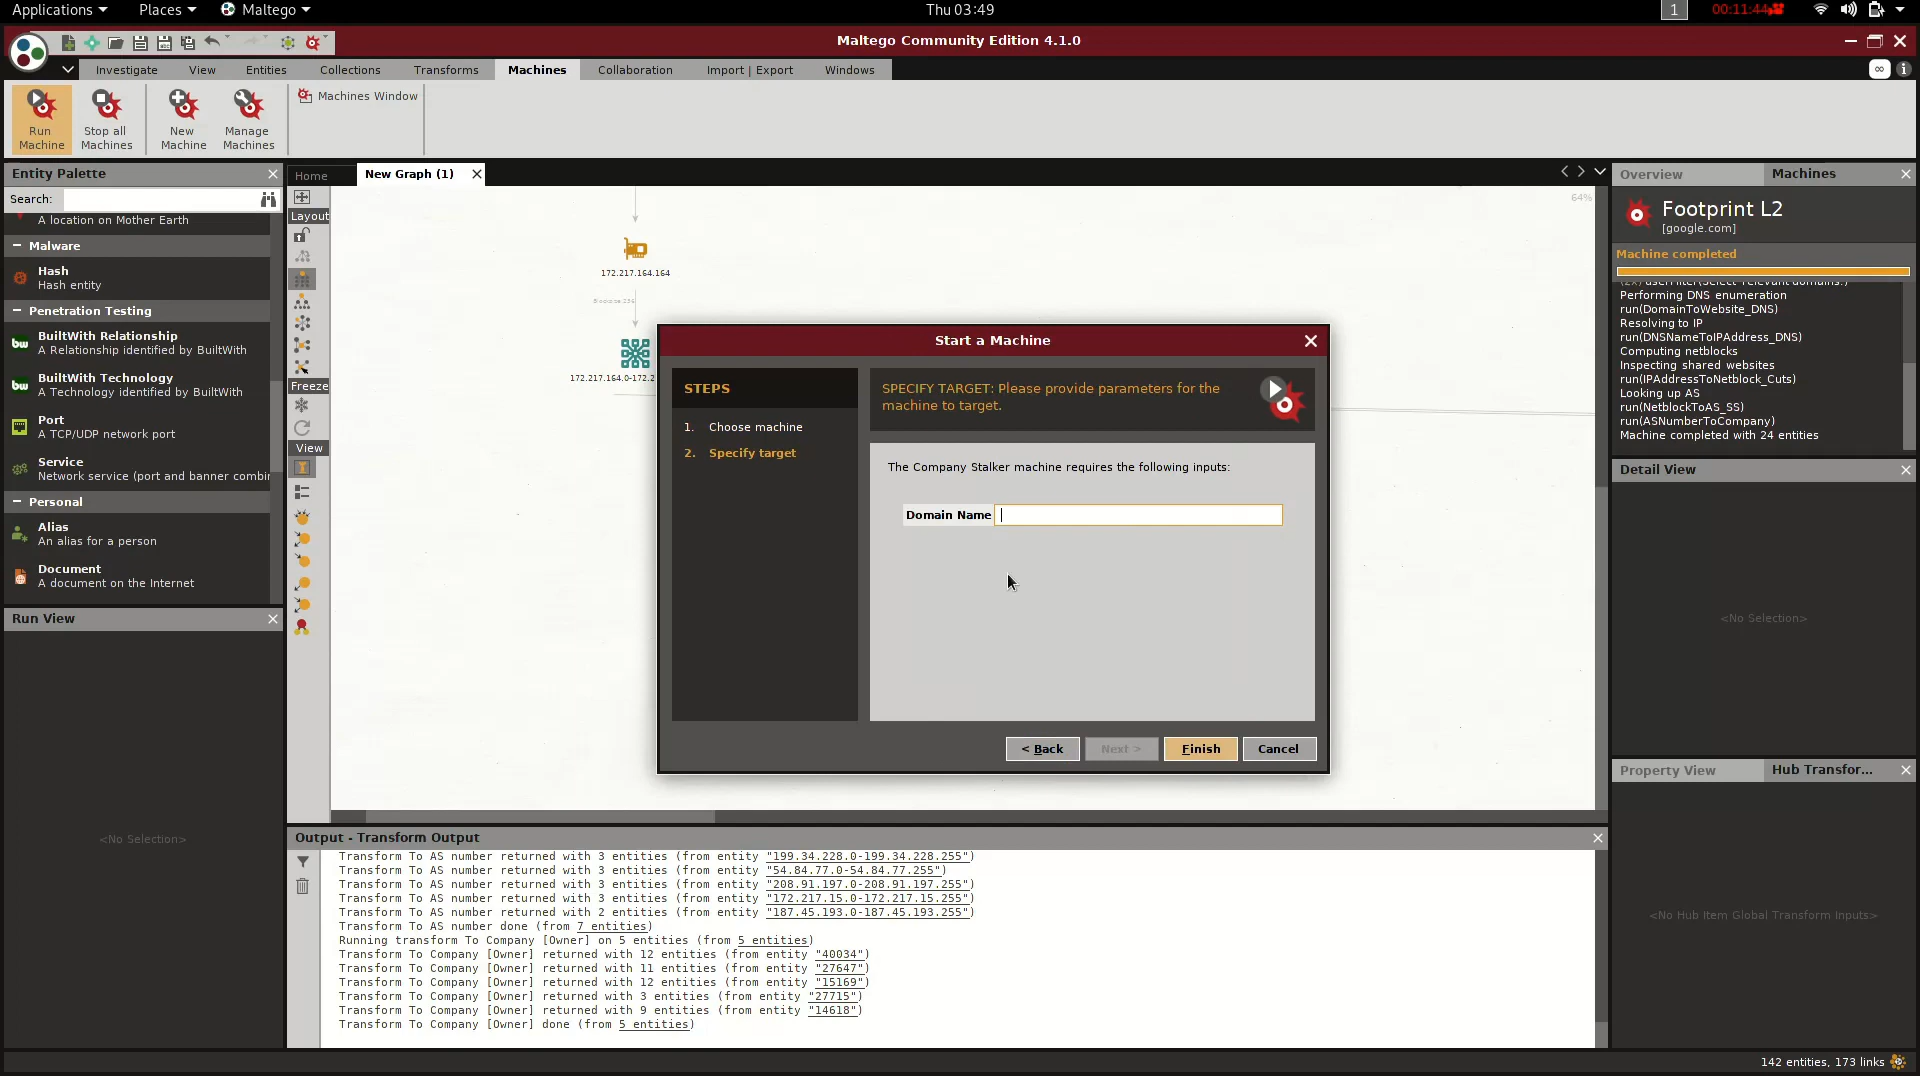 Applications
Places
Maltego
Thu 03:49
1
00:11:44
Maltego Community Edition 4.1.0
Investigate
View
Entities
Collections
Transforms
Machines
Collaboration
Import | Export
Windows
Run Machine
Stop all Machines
New Machine
Manage Machines
Machines Window
Entity Palette
Search:
A location on Mother Earth
Malware
Hash
Hash entity
Penetration Testing
BuiltWith Relationship
A Relationship identified by BuiltWith
BuiltWith Technology
A Technology identified by BuiltWith
Port
A TCP/UDP network port
Service
Network service (port and banner combin
Personal
Alias
An alias for a person
Document
A document on the Internet
Run View
<No Selection>
Home
New Graph (1)
Layout
Freeze
View
64%
172.217.164.164
172.217.164.0-172.2
Start a Machine
STEPS
1. Choose machine
2. Specify target
SPECIFY TARGET: Please provide parameters for the
machine to target.
The Company Stalker machine requires the following inputs:
Domain Name
< Back
Next >
Finish
Cancel
Output - Transform Output
Transform To AS number returned with 3 entities (from entity "199.34.228.0-199.34.228.255")
Transform To AS number returned with 3 entities (from entity "54.84.77.0-54.84.77.255")
Transform To AS number returned with 3 entities (from entity "208.91.197.0-208.91.197.255")
Transform To AS number returned with 3 entities (from entity "172.217.15.0-172.217.15.255")
Transform To AS number returned with 2 entities (from entity "187.45.193.0-187.45.193.255")
Transform To AS number done (from 7 entities)
Running transform To Company [Owner] on 5 entities (from 5 entities)
Transform To Company [Owner] returned with 12 entities (from entity "40034")
Transform To Company [Owner] returned with 11 entities (from entity "27647")
Transform To Company [Owner] returned with 12 entities (from entity "15169")
Transform To Company [Owner] returned with 3 entities (from entity "27715")
Transform To Company [Owner] returned with 9 entities (from entity "14618")
Transform To Company [Owner] done (from 5 entities)
Overview
Machines
Footprint L2
[google.com]
Machine completed
Performing DNS enumeration
run(DomainToWebsite_DNS)
Resolving to IP
run(DNSNameToIPAddress_DNS)
Computing netblocks
Inspecting shared websites
run(IPAddressToNetblock_Cuts)
Looking up AS
run(NetblockToAS_SS)
run(ASNumberToCompany)
Machine completed with 24 entities
Detail View
<No Selection>
Property View
Hub Transfor...
<No Hub Item Global Transform Inputs>
142 entities, 173 links